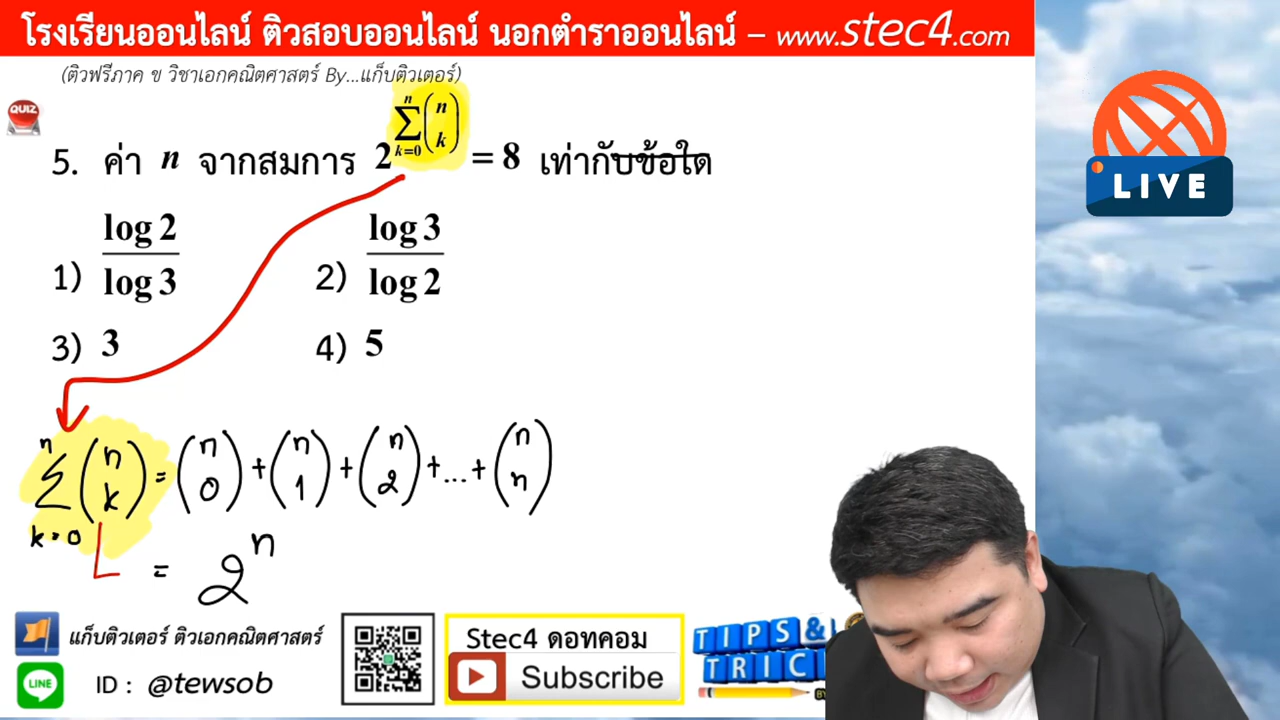 โรงเรียนออนไลน์ ติวสอบออนไลน์ นอกตำราออนไลน์ – www.stec4.com
(ติวฟรีภาค ข วิชาเอกคณิตศาสตร์ By...แก็บติวเตอร์)
QUIZ
5. ค่า n จากสมการ 2^{\sum_{k=0}^{n} \binom{n}{k}} = 8 เท่ากับข้อใด
LIVE
1) \frac{log 2}{log 3} 2) \frac{log 3}{log 2}
3) 3 4) 5
\sum_{k=0}^{n} \binom{n}{k} = \binom{n}{0} + \binom{n}{1} + \binom{n}{2} + ... + \binom{n}{n}
= 2^n
แก็บติวเตอร์ ติวเอกคณิตศาสตร์
LINE ID : @tewsob
Stec4 ดอทคอม
Subscribe
TIPS &
TRIC